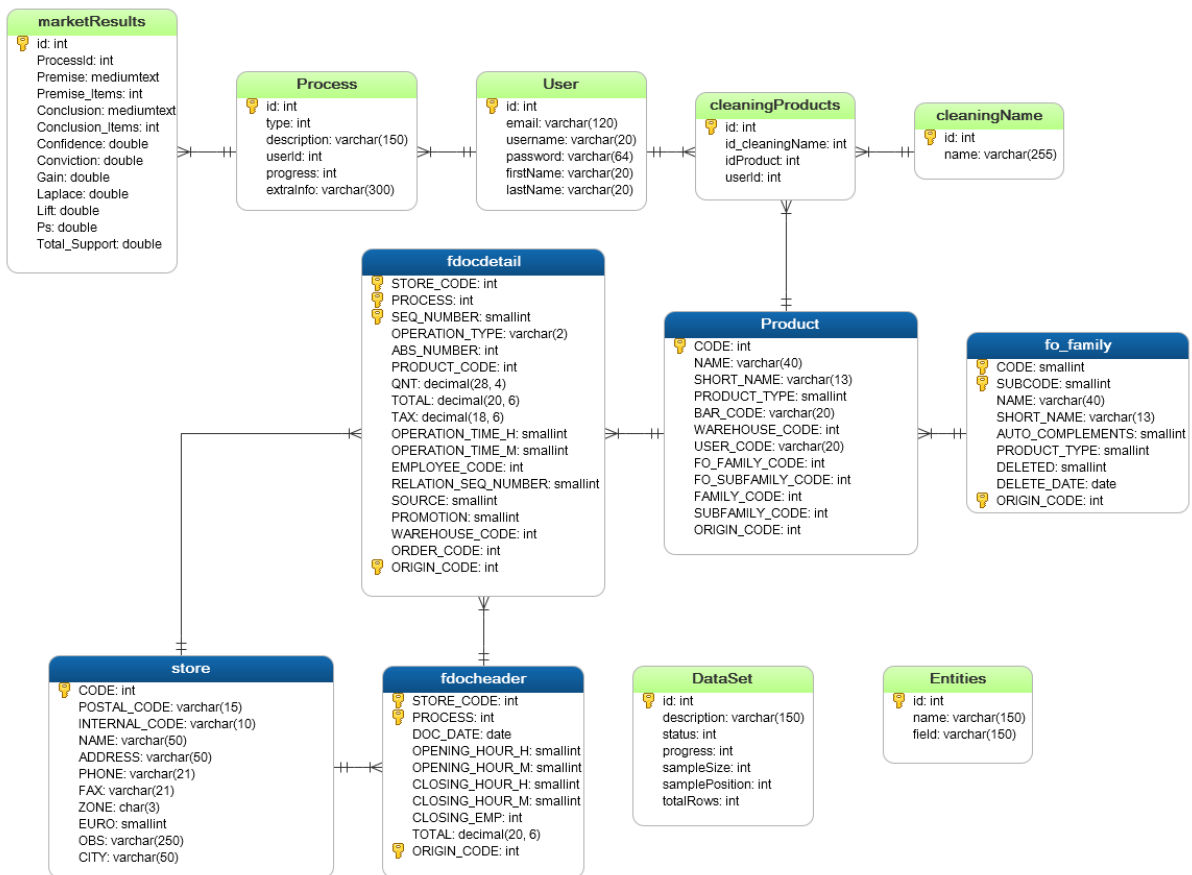 marketResults
id: int
ProcessId: int
Premise: mediumtext
Premise_Items: int
Conclusion: mediumtext
Conclusion_Items: int
Confidence: double
Conviction: double
Gain: double
Laplace: double
Lift: double
Ps: double
Total_Support: double
Process
id: int
type: int
description: varchar(150)
userId: int
progress: int
extraInfo: varchar(300)
User
id: int
email: varchar(120)
username: varchar(20)
password: varchar(64)
firstName: varchar(20)
lastName: varchar(20)
cleaningProducts
id: int
id_cleaningName: int
idProduct: int
userId: int
cleaningName
id: int
name: varchar(255)
fdocdetail
STORE_CODE: int
PROCESS: int
SEQ_NUMBER: smallint
OPERATION_TYPE: varchar(2)
ABS_NUMBER: int
PRODUCT_CODE: int
QNT: decimal(28, 4)
TOTAL: decimal(20, 6)
TAX: decimal(18, 6)
OPERATION_TIME_H: smallint
OPERATION_TIME_M: smallint
EMPLOYEE_CODE: int
RELATION_SEQ_NUMBER: smallint
SOURCE: smallint
PROMOTION: smallint
WAREHOUSE_CODE: int
ORDER_CODE: int
ORIGIN_CODE: int
Product
CODE: int
NAME: varchar(40)
SHORT_NAME: varchar(13)
PRODUCT_TYPE: smallint
BAR_CODE: varchar(20)
WAREHOUSE_CODE: int
USER_CODE: varchar(20)
FO_FAMILY_CODE: int
FO_SUBFAMILY_CODE: int
FAMILY_CODE: int
SUBFAMILY_CODE: int
ORIGIN_CODE: int
fo_family
CODE: smallint
SUBCODE: smallint
NAME: varchar(40)
SHORT_NAME: varchar(13)
AUTO_COMPLEMENTS: smallint
PRODUCT_TYPE: smallint
DELETED: smallint
DELETE_DATE: date
ORIGIN_CODE: int
store
CODE: int
POSTAL_CODE: varchar(15)
INTERNAL_CODE: varchar(10)
NAME: varchar(50)
ADDRESS: varchar(50)
PHONE: varchar(21)
FAX: varchar(21)
ZONE: char(3)
EURO: smallint
OBS: varchar(250)
CITY: varchar(50)
fdocheader
STORE_CODE: int
PROCESS: int
DOC_DATE: date
OPENING_HOUR_H: smallint
OPENING_HOUR_M: smallint
CLOSING_HOUR_H: smallint
CLOSING_HOUR_M: smallint
CLOSING_EMP: int
TOTAL: decimal(20, 6)
ORIGIN_CODE: int
DataSet
id: int
description: varchar(150)
status: int
progress: int
sampleSize: int
samplePosition: int
totalRows: int
Entities
id: int
name: varchar(150)
field: varchar(150)